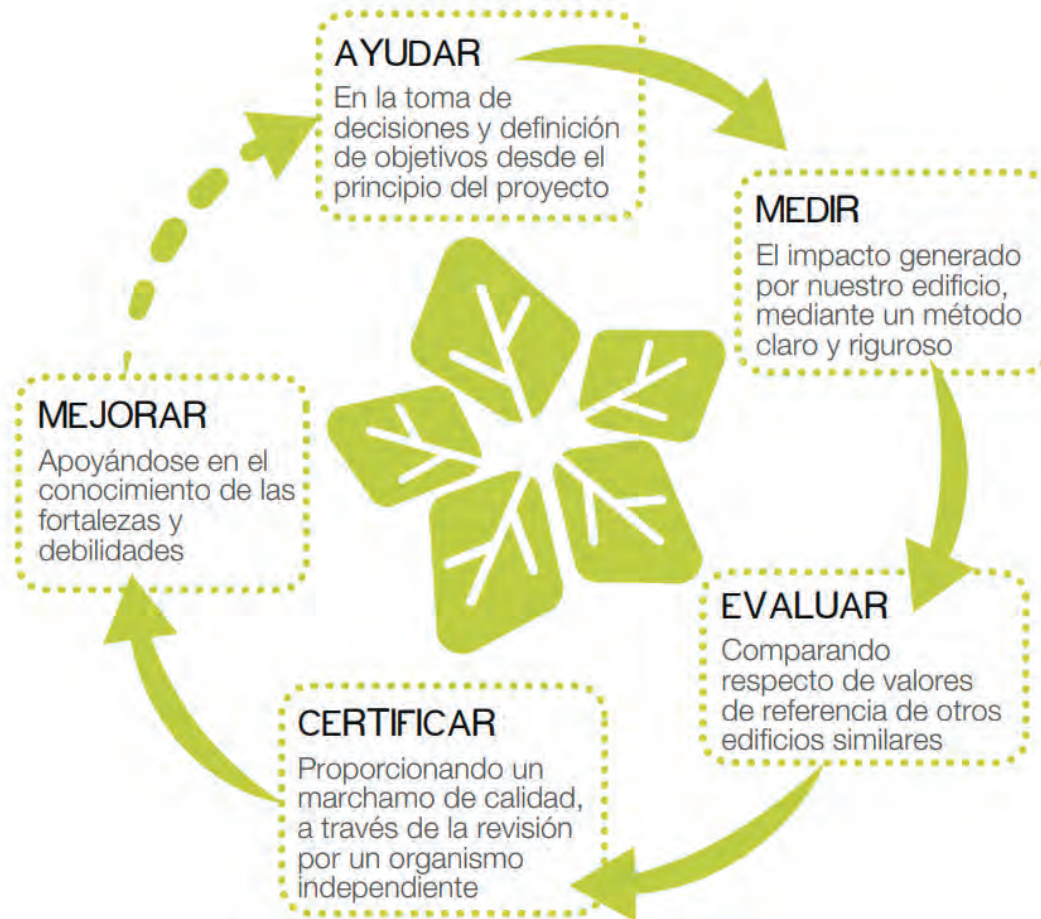 AYUDAR
En la toma de
decisiones y definición
de objetivos desde el
principio del proyecto
MEDIR
El impacto generado
por nuestro edificio,
mediante un método
claro y riguroso
EVALUAR
Comparando
respecto de valores
de referencia de otros
edificios similares
CERTIFICAR
Proporcionando un
marchamo de calidad,
a través de la revisión
por un organismo
independiente
MEJORAR
Apoyándose en el
conocimiento de las
fortalezas y
debilidades